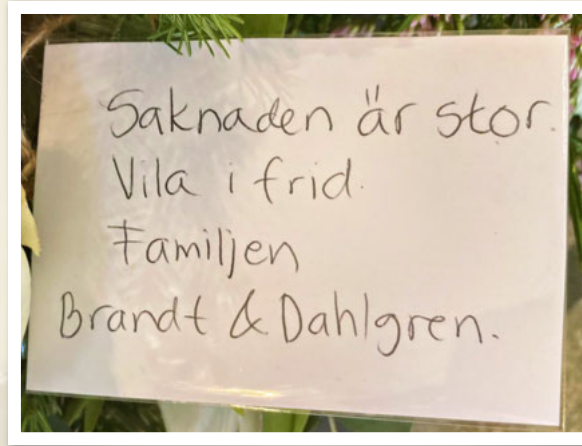 Saknaden är stor.
Vila i frid.
Familjen
Brandt & Dahlgren.